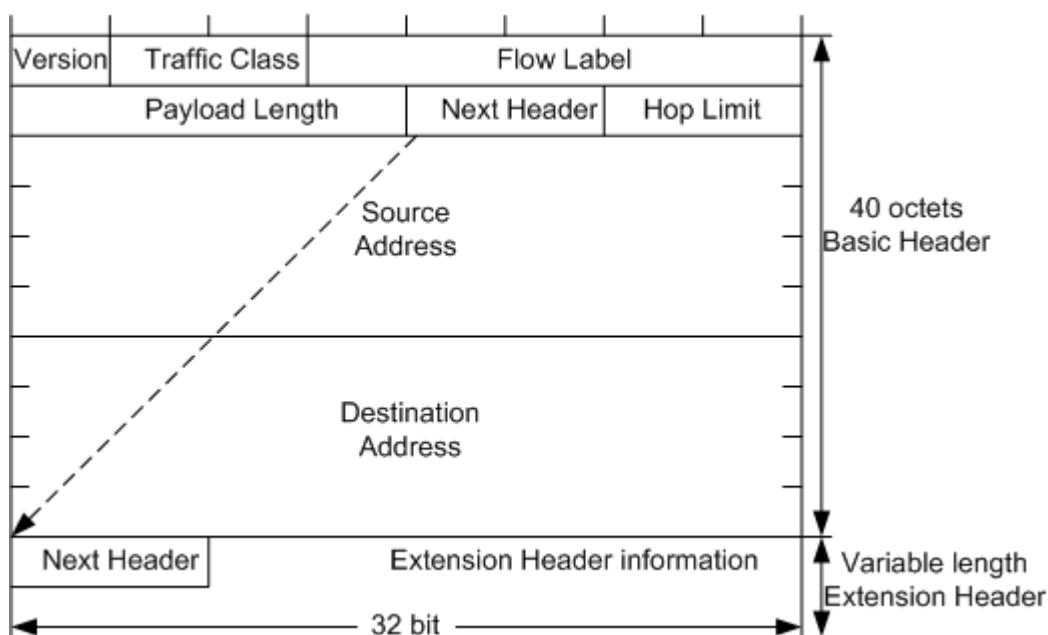 Version Traffic Class Flow Label
Payload Length Next Header Hop Limit
Source
Address
40 octets
Basic Header
Destination
Address
Next Header Extension Header information
Variable length
Extension Header
32 bit